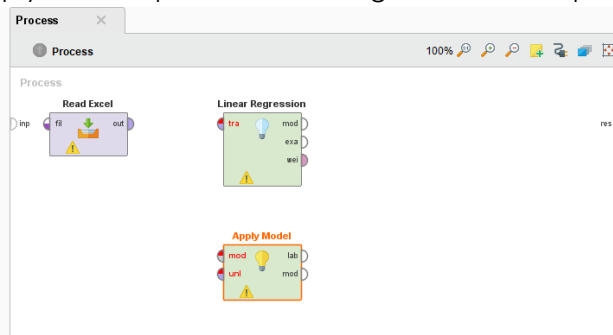 Process
Process
100%
Process
Read Excel
inp
fil
out
Linear Regression
tra
mod
exa
wei
res
Apply Model
mod
lab
unl
mod